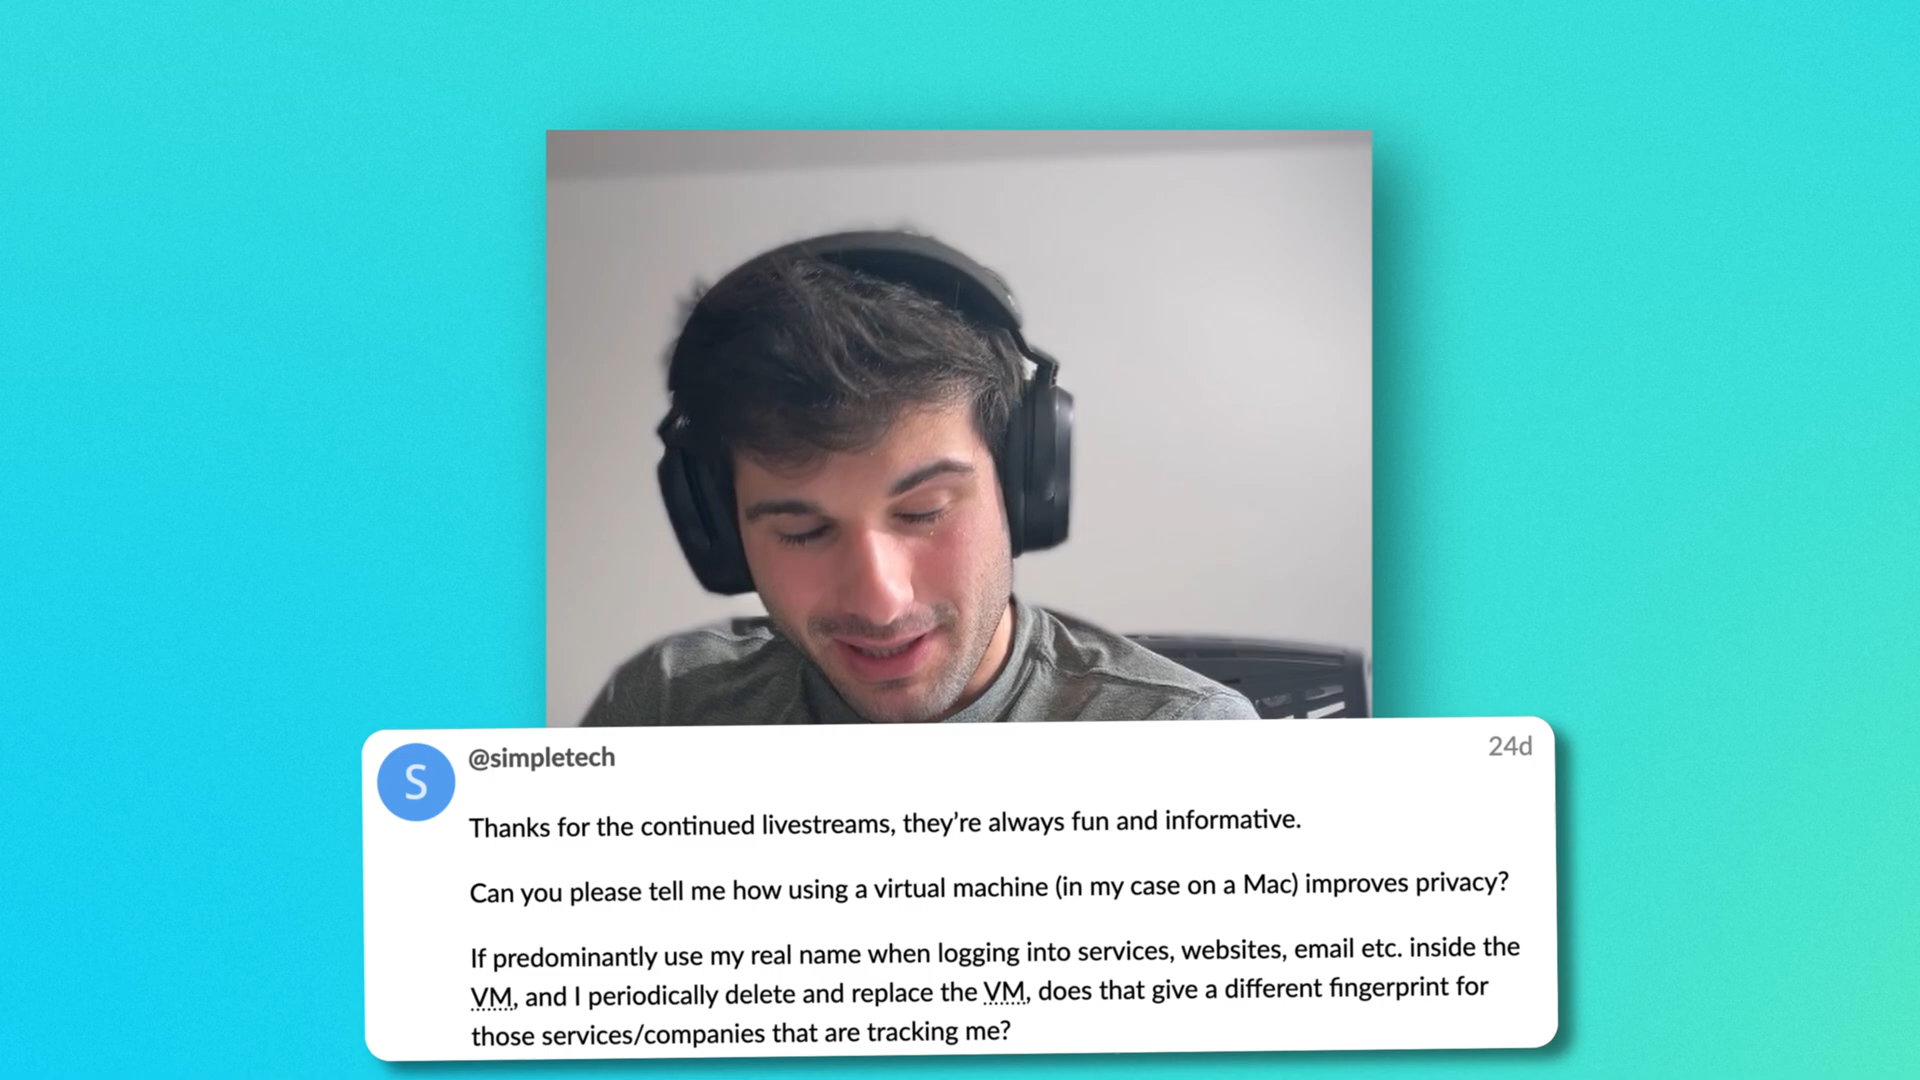 S
@simpletech
24d
Thanks for the continued livestreams, they’re always fun and informative.
Can you please tell me how using a virtual machine (in my case on a Mac) improves privacy?
If predominantly use my real name when logging into services, websites, email etc. inside the
VM, and I periodically delete and replace the VM, does that give a different fingerprint for
those services/companies that are tracking me?